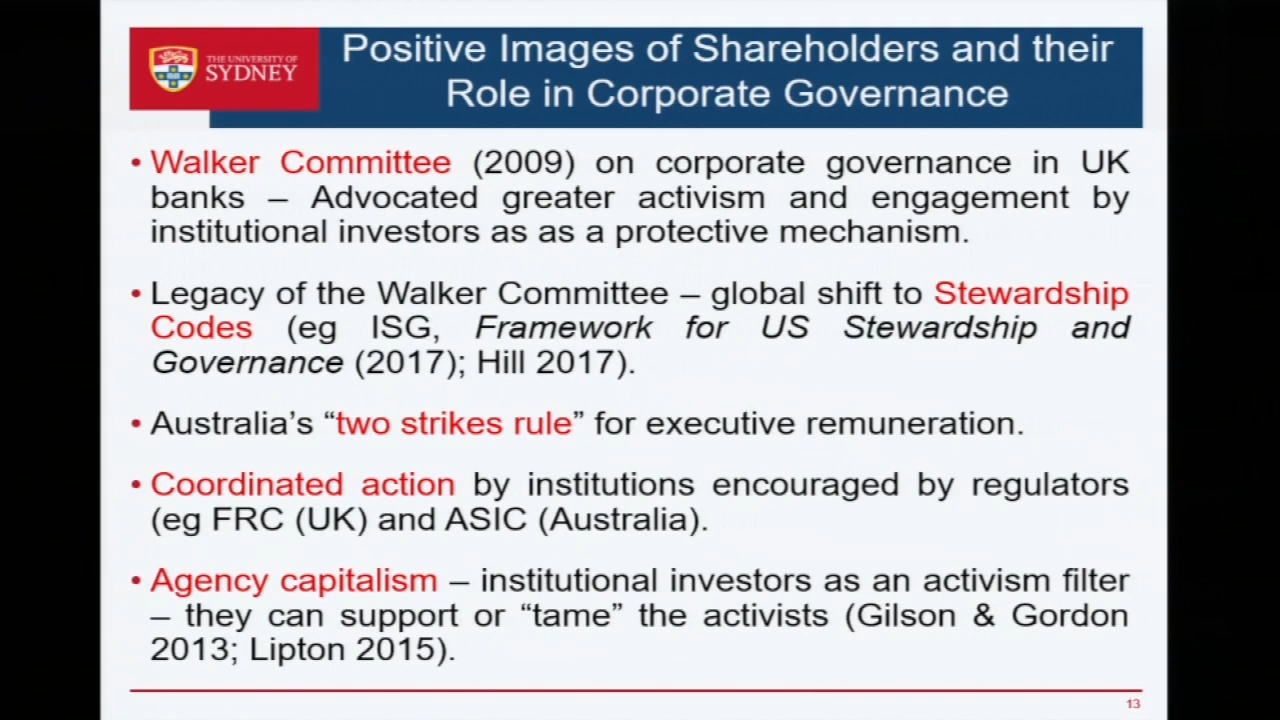 THE UNIVERSITY OF
SYDNEY
Positive Images of Shareholders and their
Role in Corporate Governance
• Walker Committee (2009) on corporate governance in UK
banks – Advocated greater activism and engagement by
institutional investors as as a protective mechanism.
• Legacy of the Walker Committee – global shift to Stewardship
Codes (eg ISG, Framework for US Stewardship and
Governance (2017); Hill 2017).
• Australia’s “two strikes rule” for executive remuneration.
• Coordinated action by institutions encouraged by regulators
(eg FRC (UK) and ASIC (Australia).
• Agency capitalism – institutional investors as an activism filter
– they can support or “tame” the activists (Gilson & Gordon
2013; Lipton 2015).
13